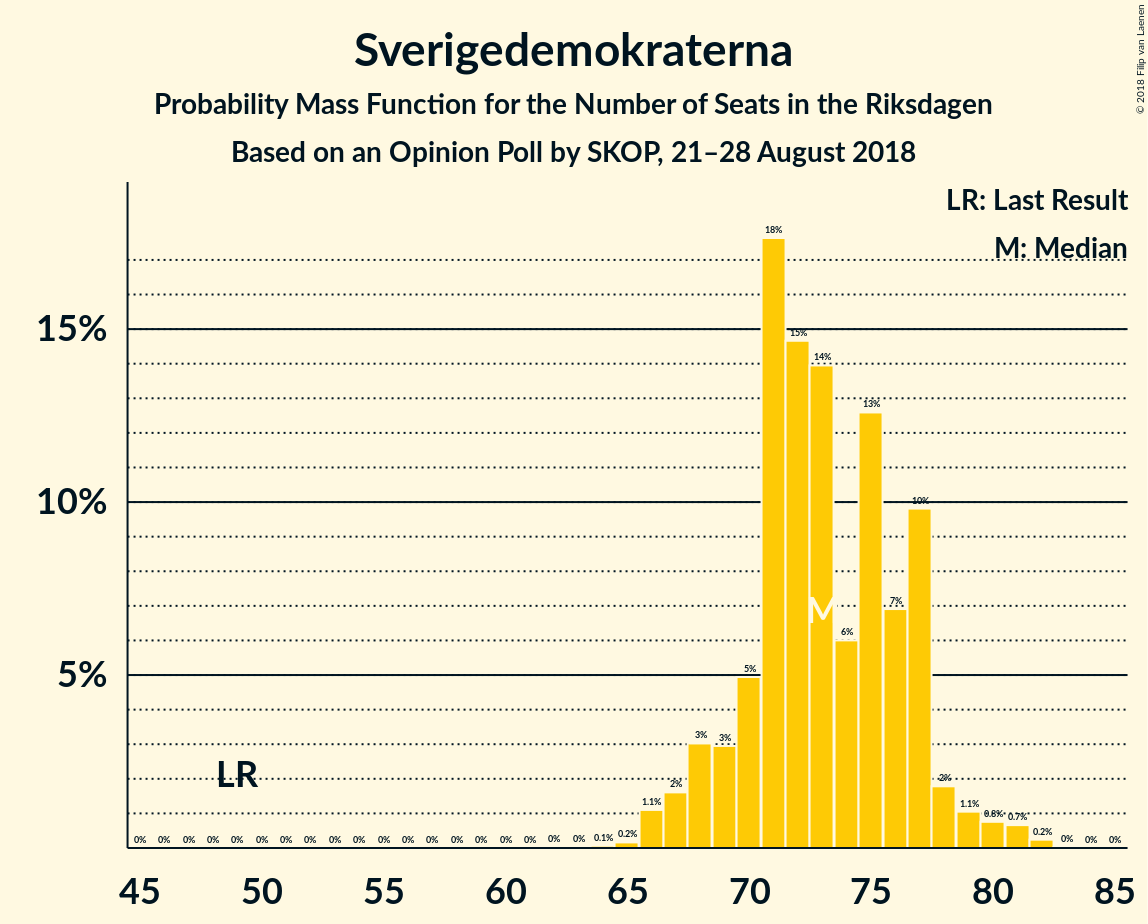 Sverigedemokraterna
Probability Mass Function for the Number of Seats in the Riksdagen
Based on an Opinion Poll by SKOP, 21–28 August 2018
© 2018 Filip van Laenen
LR: Last Result
M: Median
15%
10%
5%
LR
M
0% 0% 0% 0% 0% 0% 0% 0% 0% 0% 0% 0% 0% 0% 0% 0% 0% 0% 0% 0.1% 0.2% 1.1% 2% 3% 3% 5% 18% 15% 14% 6% 13% 7% 10% 2% 1.1% 0.8% 0.7% 0.2% 0% 0% 0%
45 50 55 60 65 70 75 80 85